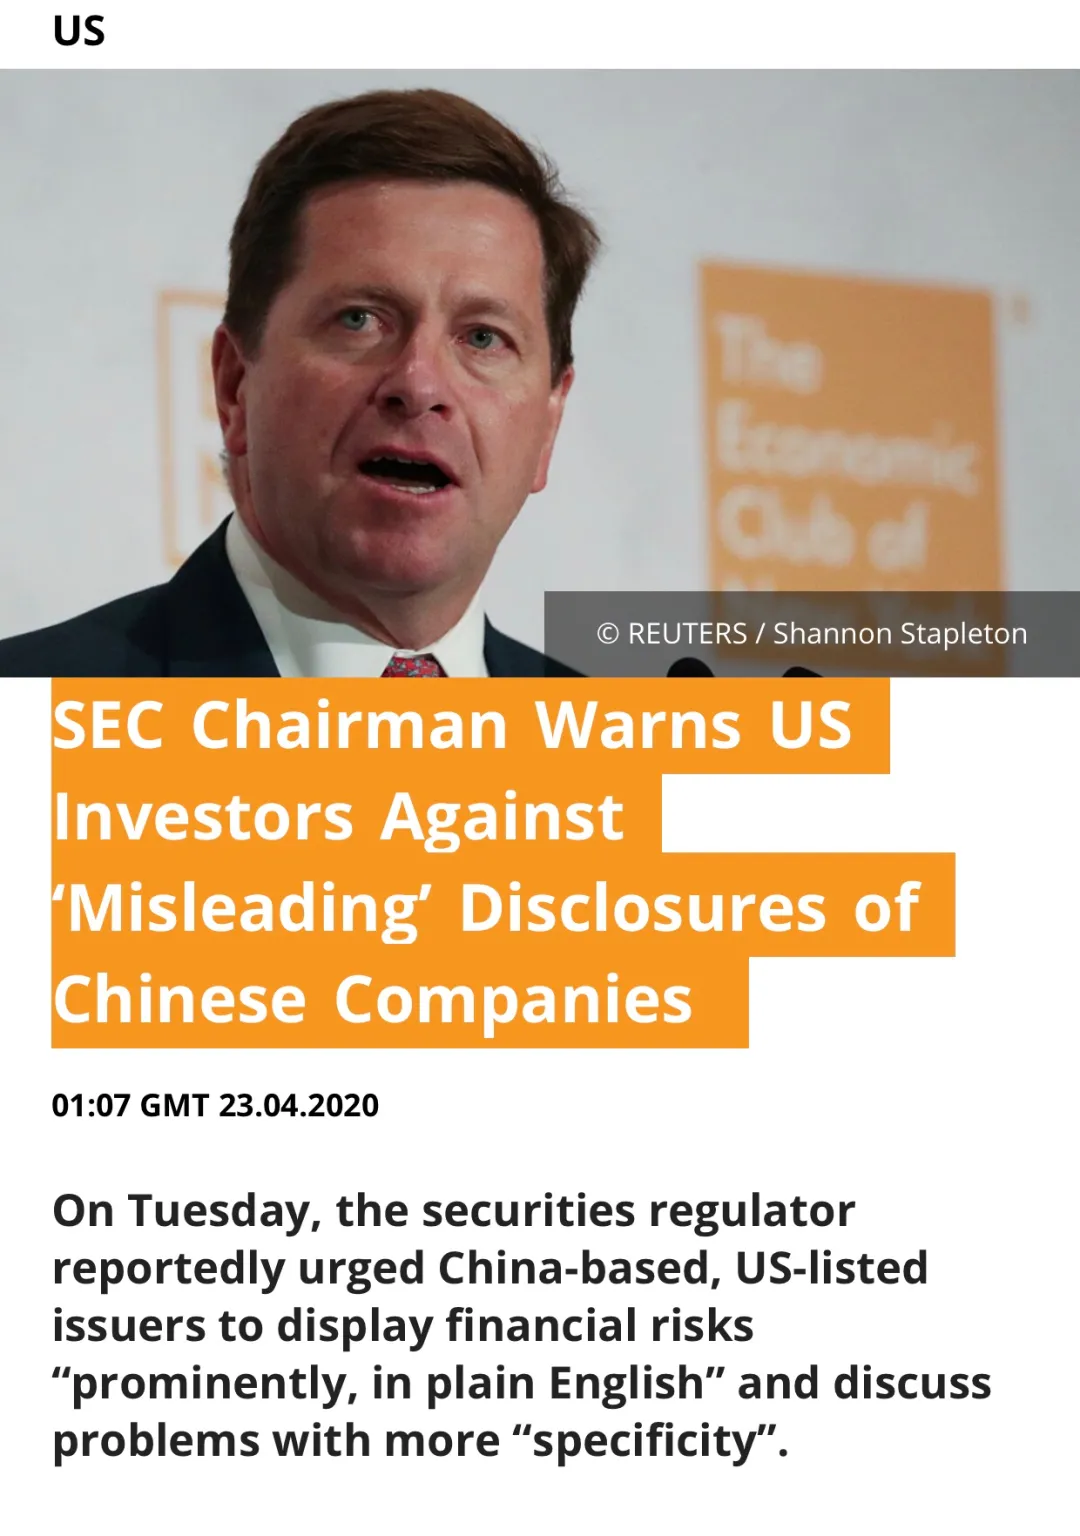 US
The
Economic
Club of
© REUTERS / Shannon Stapleton
SEC Chairman Warns US
Investors Against
‘Misleading’ Disclosures of
Chinese Companies
01:07 GMT 23.04.2020
On Tuesday, the securities regulator
reportedly urged China-based, US-listed
issuers to display financial risks
“prominently, in plain English” and discuss
problems with more “specificity”.